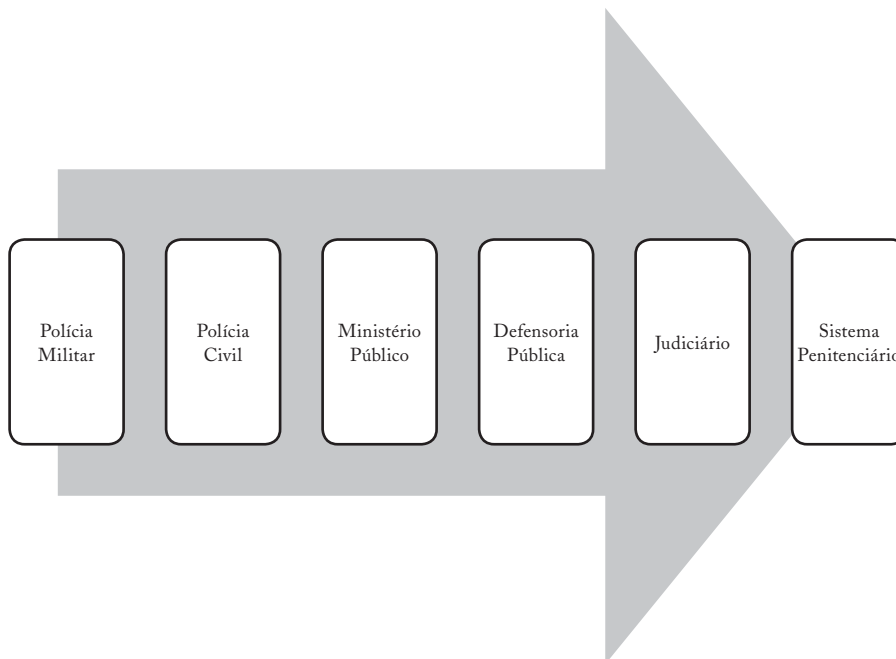 Polícia
Militar
Polícia
Civil
Ministério
Público
Defensoria
Pública
Judiciário
Sistema
Penitenciário